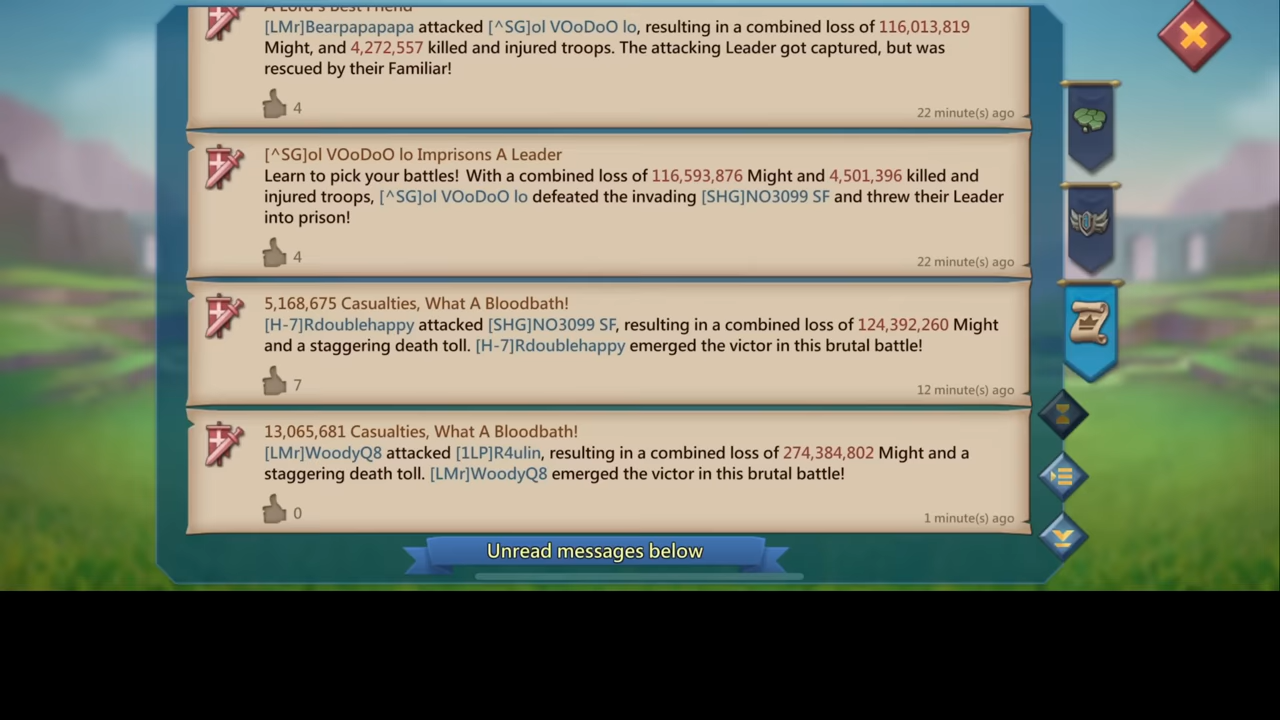 A Lord's Best Friend
[LMr]Bearpapapapa attacked [^SG]ol VOoDoO lo, resulting in a combined loss of 116,013,819
Might, and 4,272,557 killed and injured troops. The attacking Leader got captured, but was
rescued by their Familiar!
4
22 minute(s) ago
[^SG]ol VOoDoO lo Imprisons A Leader
Learn to pick your battles! With a combined loss of 116,593,876 Might and 4,501,396 killed and
injured troops, [^SG]ol VOoDoO lo defeated the invading [SHG]NO3099 SF and threw their Leader
into prison!
4
22 minute(s) ago
5,168,675 Casualties, What A Bloodbath!
[H-7]Rdoublehappy attacked [SHG]NO3099 SF, resulting in a combined loss of 124,392,260 Might
and a staggering death toll. [H-7]Rdoublehappy emerged the victor in this brutal battle!
7
12 minute(s) ago
13,065,681 Casualties, What A Bloodbath!
[LMr]WoodyQ8 attacked [1LP]R4ulin, resulting in a combined loss of 274,384,802 Might and a
staggering death toll. [LMr]WoodyQ8 emerged the victor in this brutal battle!
0
1 minute(s) ago
Unread messages below